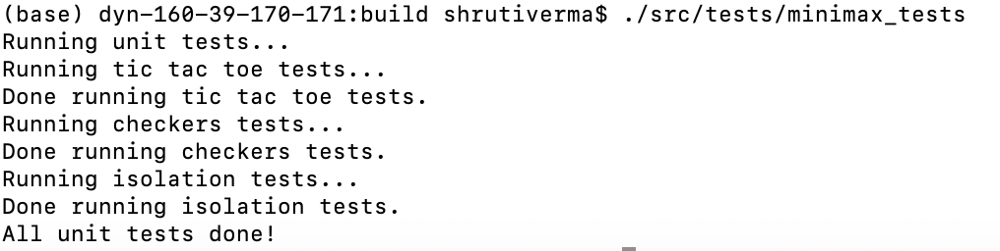 (base) dyn-160-39-170-171:build shrutiverma$ ./src/tests/minimax_tests
Running unit tests...
Running tic tac toe tests...
Done running tic tac toe tests.
Running checkers tests...
Done running checkers tests.
Running isolation tests...
Done running isolation tests.
All unit tests done!